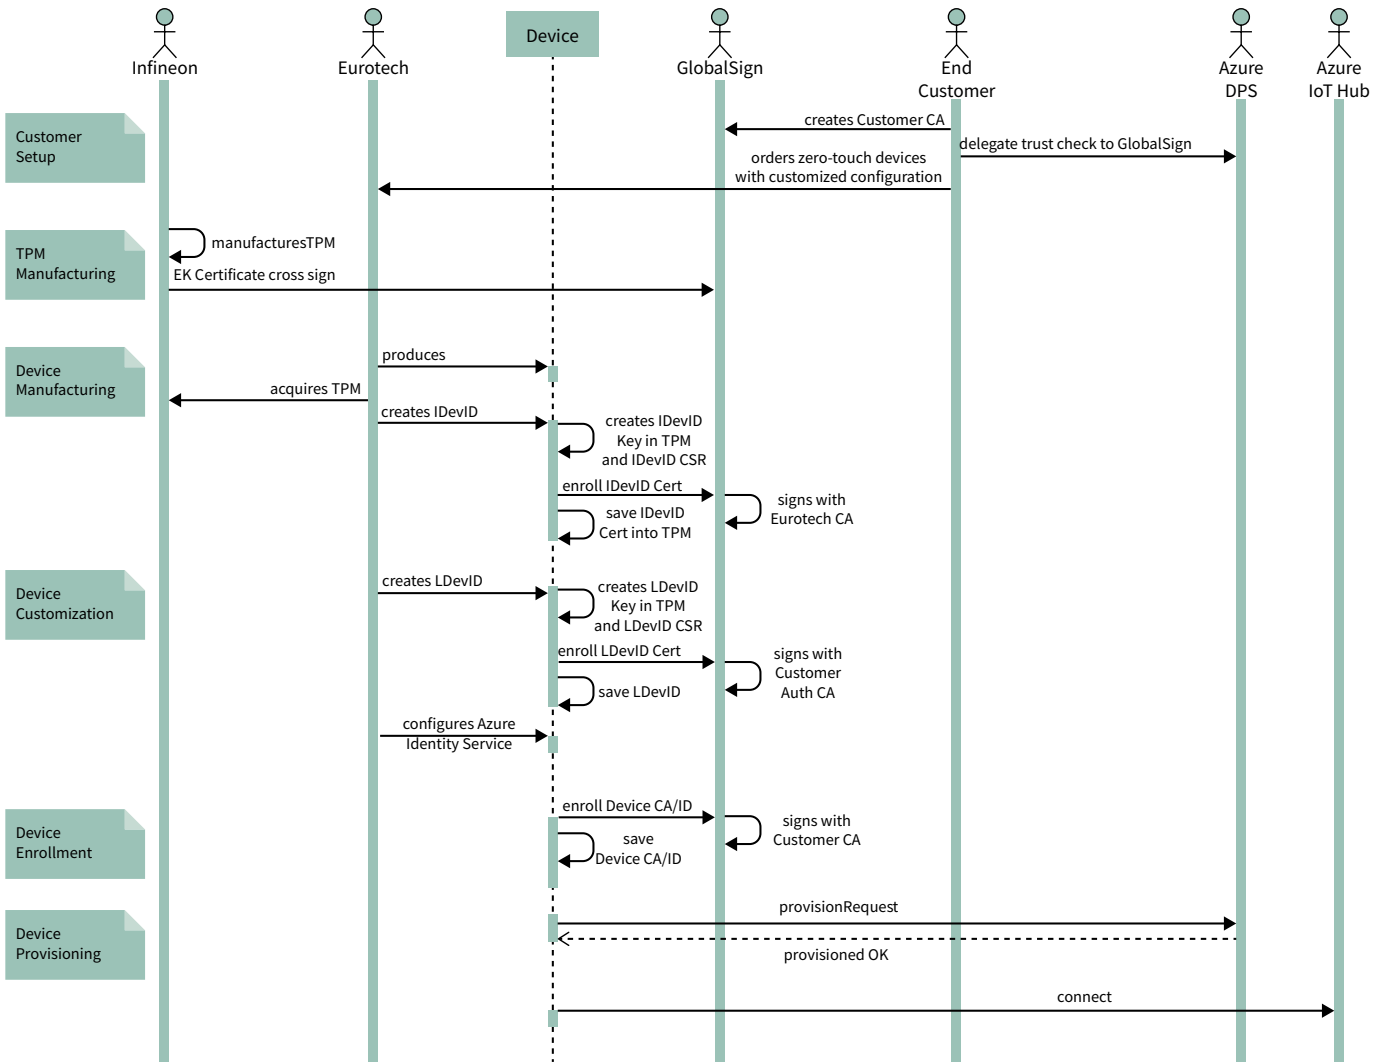 Infineon
Eurotech
Device
GlobalSign
End
Customer
Azure
DPS
Azure
IoT Hub
Customer
Setup
creates Customer CA
delegate trust check to GlobalSign
orders zero-touch devices
with customized configuration
TPM
Manufacturing
manufacturesTPM
EK Certificate cross sign
Device
Manufacturing
produces
acquires TPM
creates IDevID
creates IDevID
Key in TPM
and IDevID CSR
enroll IDevID Cert
signs with
Eurotech CA
save IDevID
Cert into TPM
Device
Customization
creates LDevID
creates LDevID
Key in TPM
and LDevID CSR
enroll LDevID Cert
signs with
Customer
Auth CA
save LDevID
configures Azure
Identity Service
Device
Enrollment
enroll Device CA/ID
signs with
Customer CA
save
Device CA/ID
Device
Provisioning
provisionRequest
provisioned OK
connect